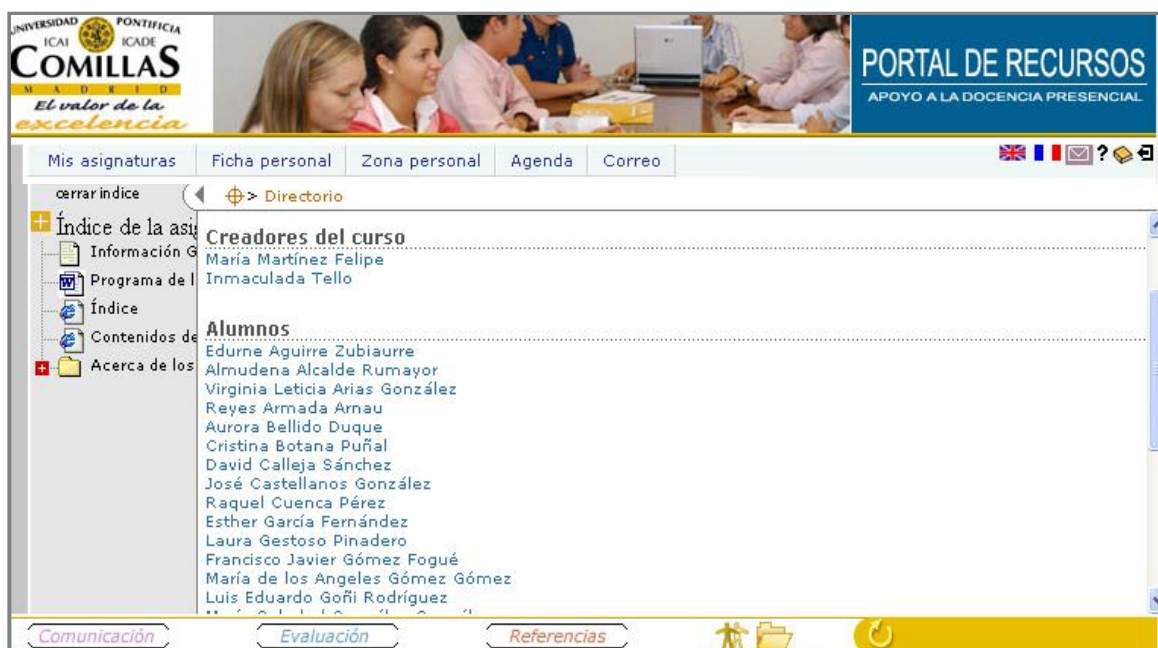 UNIVERSIDAD PONTIFICIA
ICAI ICADE
COMILLAS
MADRID
El valor de la
excelencia
PORTAL DE RECURSOS
APOYO A LA DOCENCIA PRESENCIAL
Mis asignaturas Ficha personal Zona personal Agenda Correo ?
cerrar indice > Directorio
Índice de la asi
Información G
Programa de l
Índice
Contenidos de
Acerca de los
Creadores del curso
María Martínez Felipe
Inmaculada Tello
Alumnos
Edurne Aguirre Zubiaurre
Almudena Alcalde Rumayor
Virginia Leticia Arias González
Reyes Armada Arnau
Aurora Bellido Duque
Cristina Botana Puñal
David Calleja Sánchez
José Castellanos González
Raquel Cuenca Pérez
Esther García Fernández
Laura Gestoso Pinadero
Francisco Javier Gómez Fogué
María de los Angeles Gómez Gómez
Luis Eduardo Goñi Rodríguez
Comunicación Evaluación Referencias